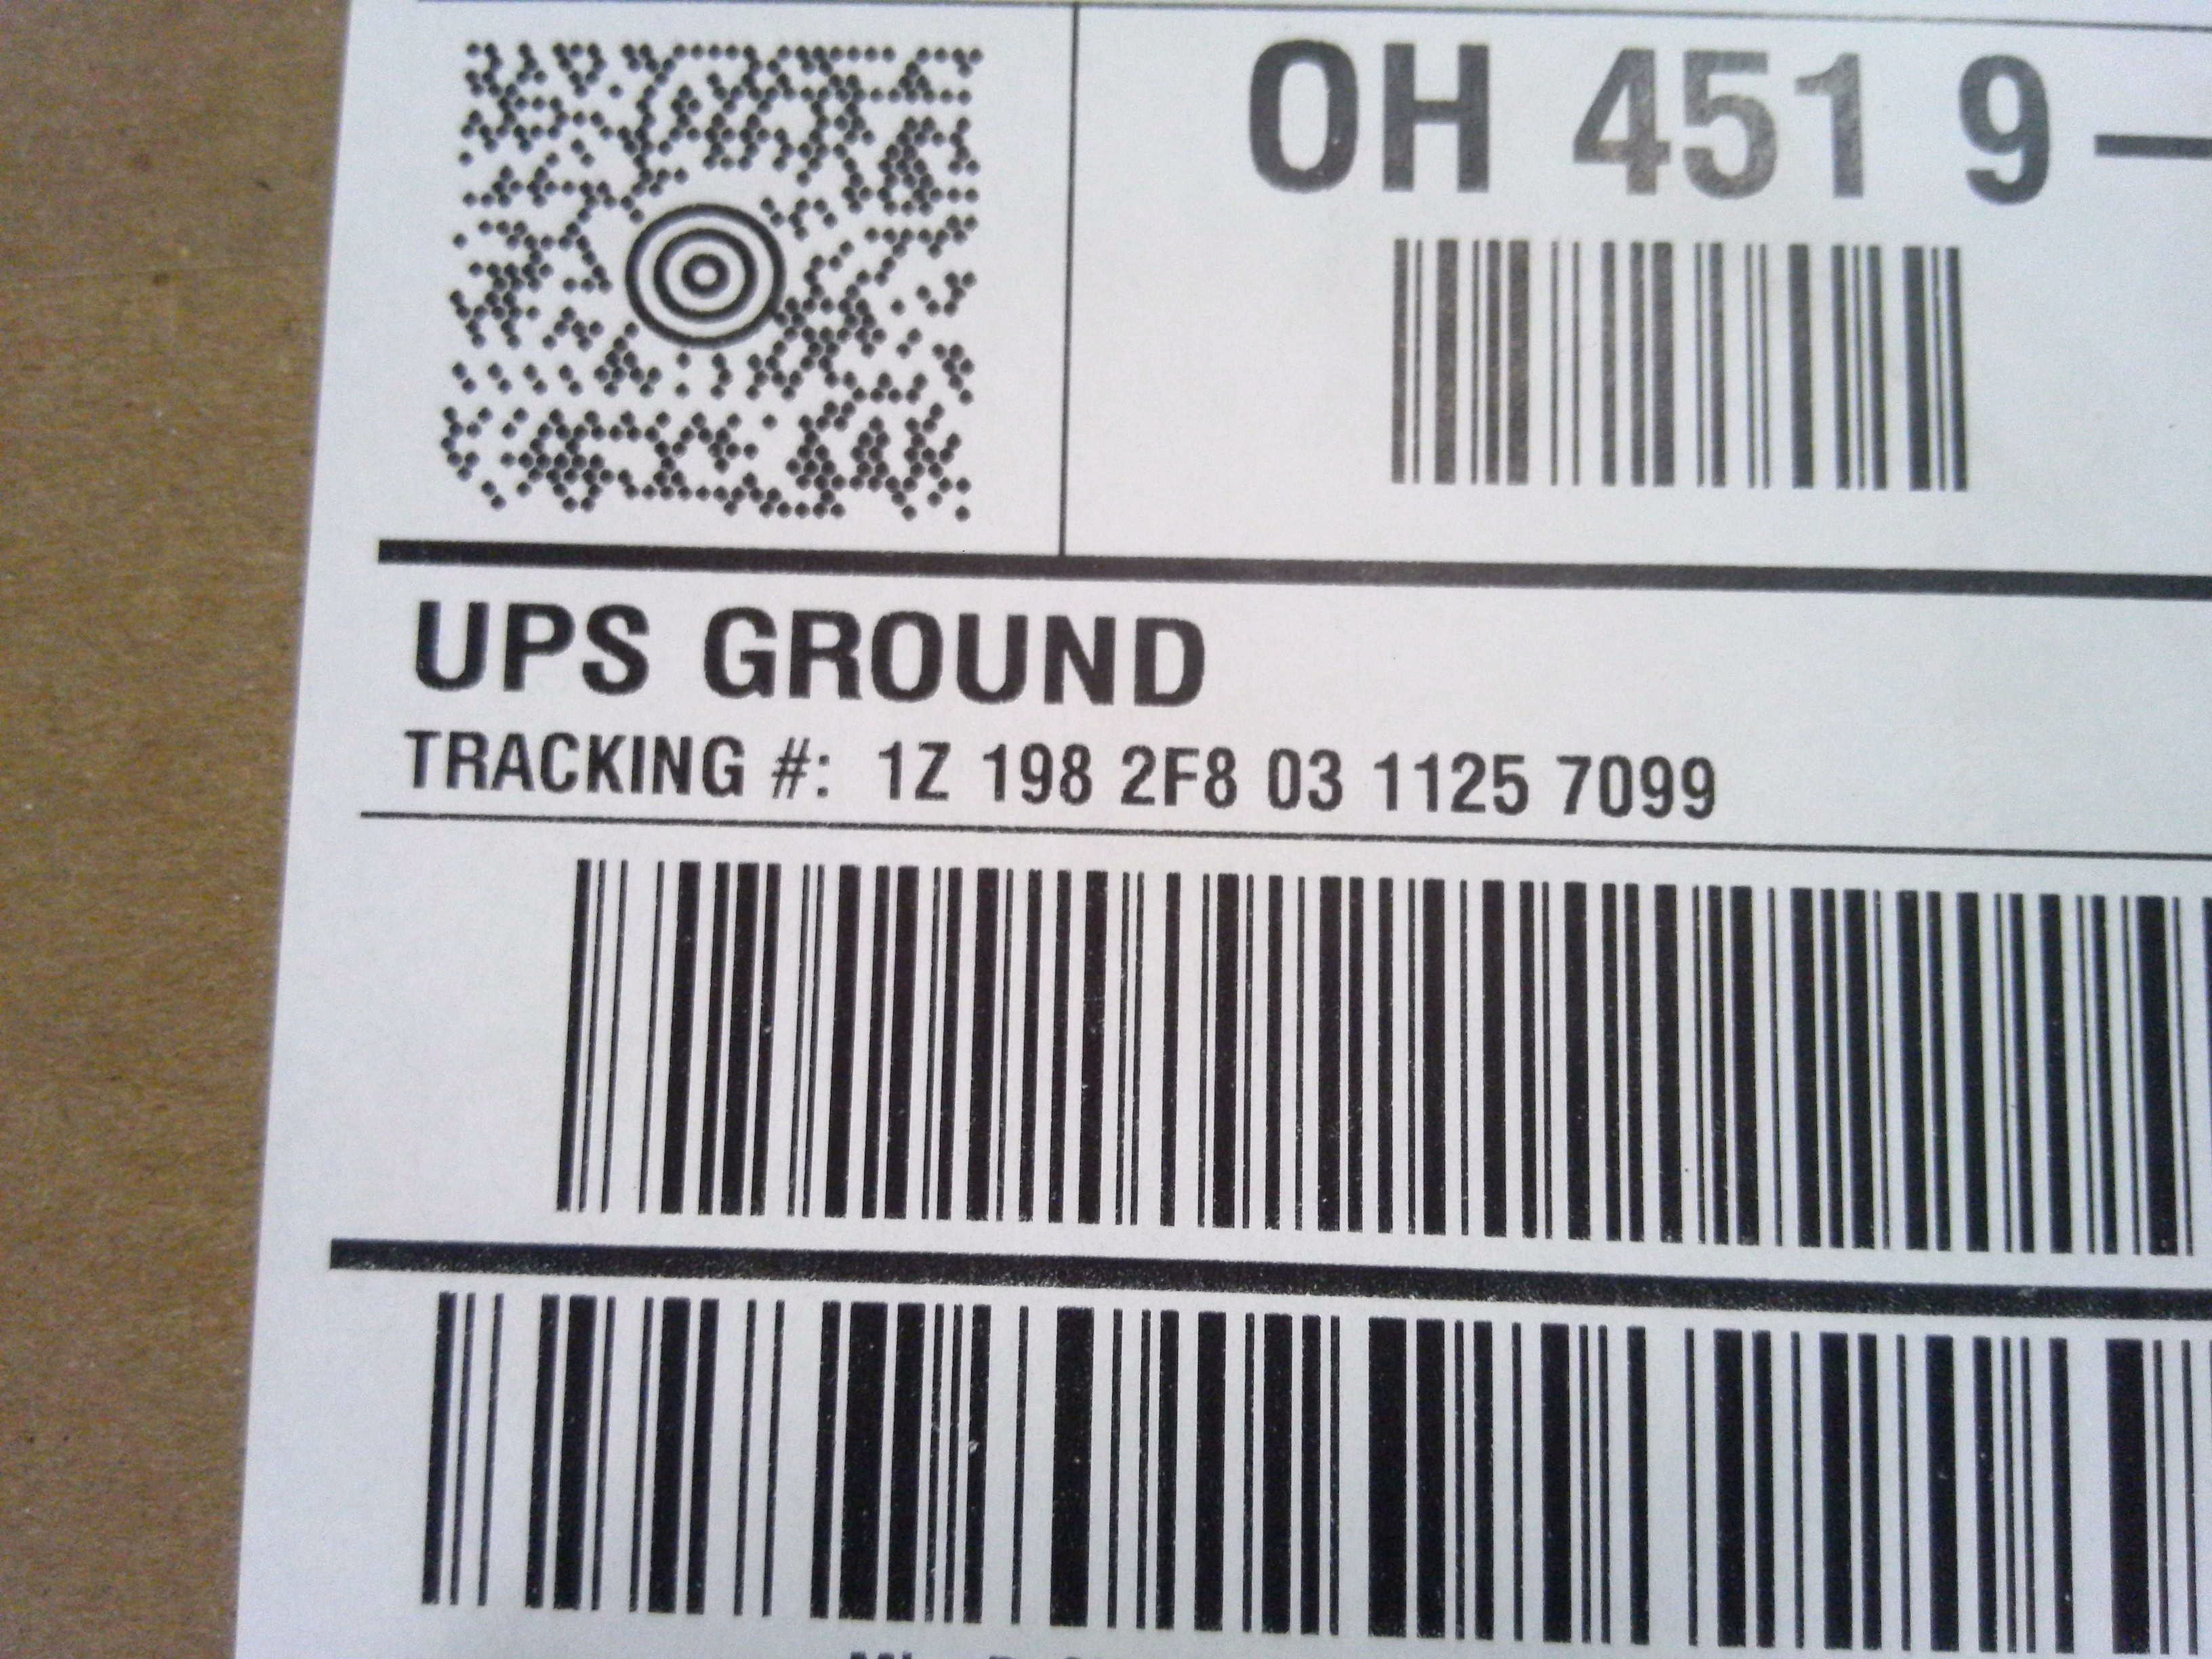 OH 451 9-
UPS GROUND
TRACKING #: 1Z 198 2F8 03 1125 7099